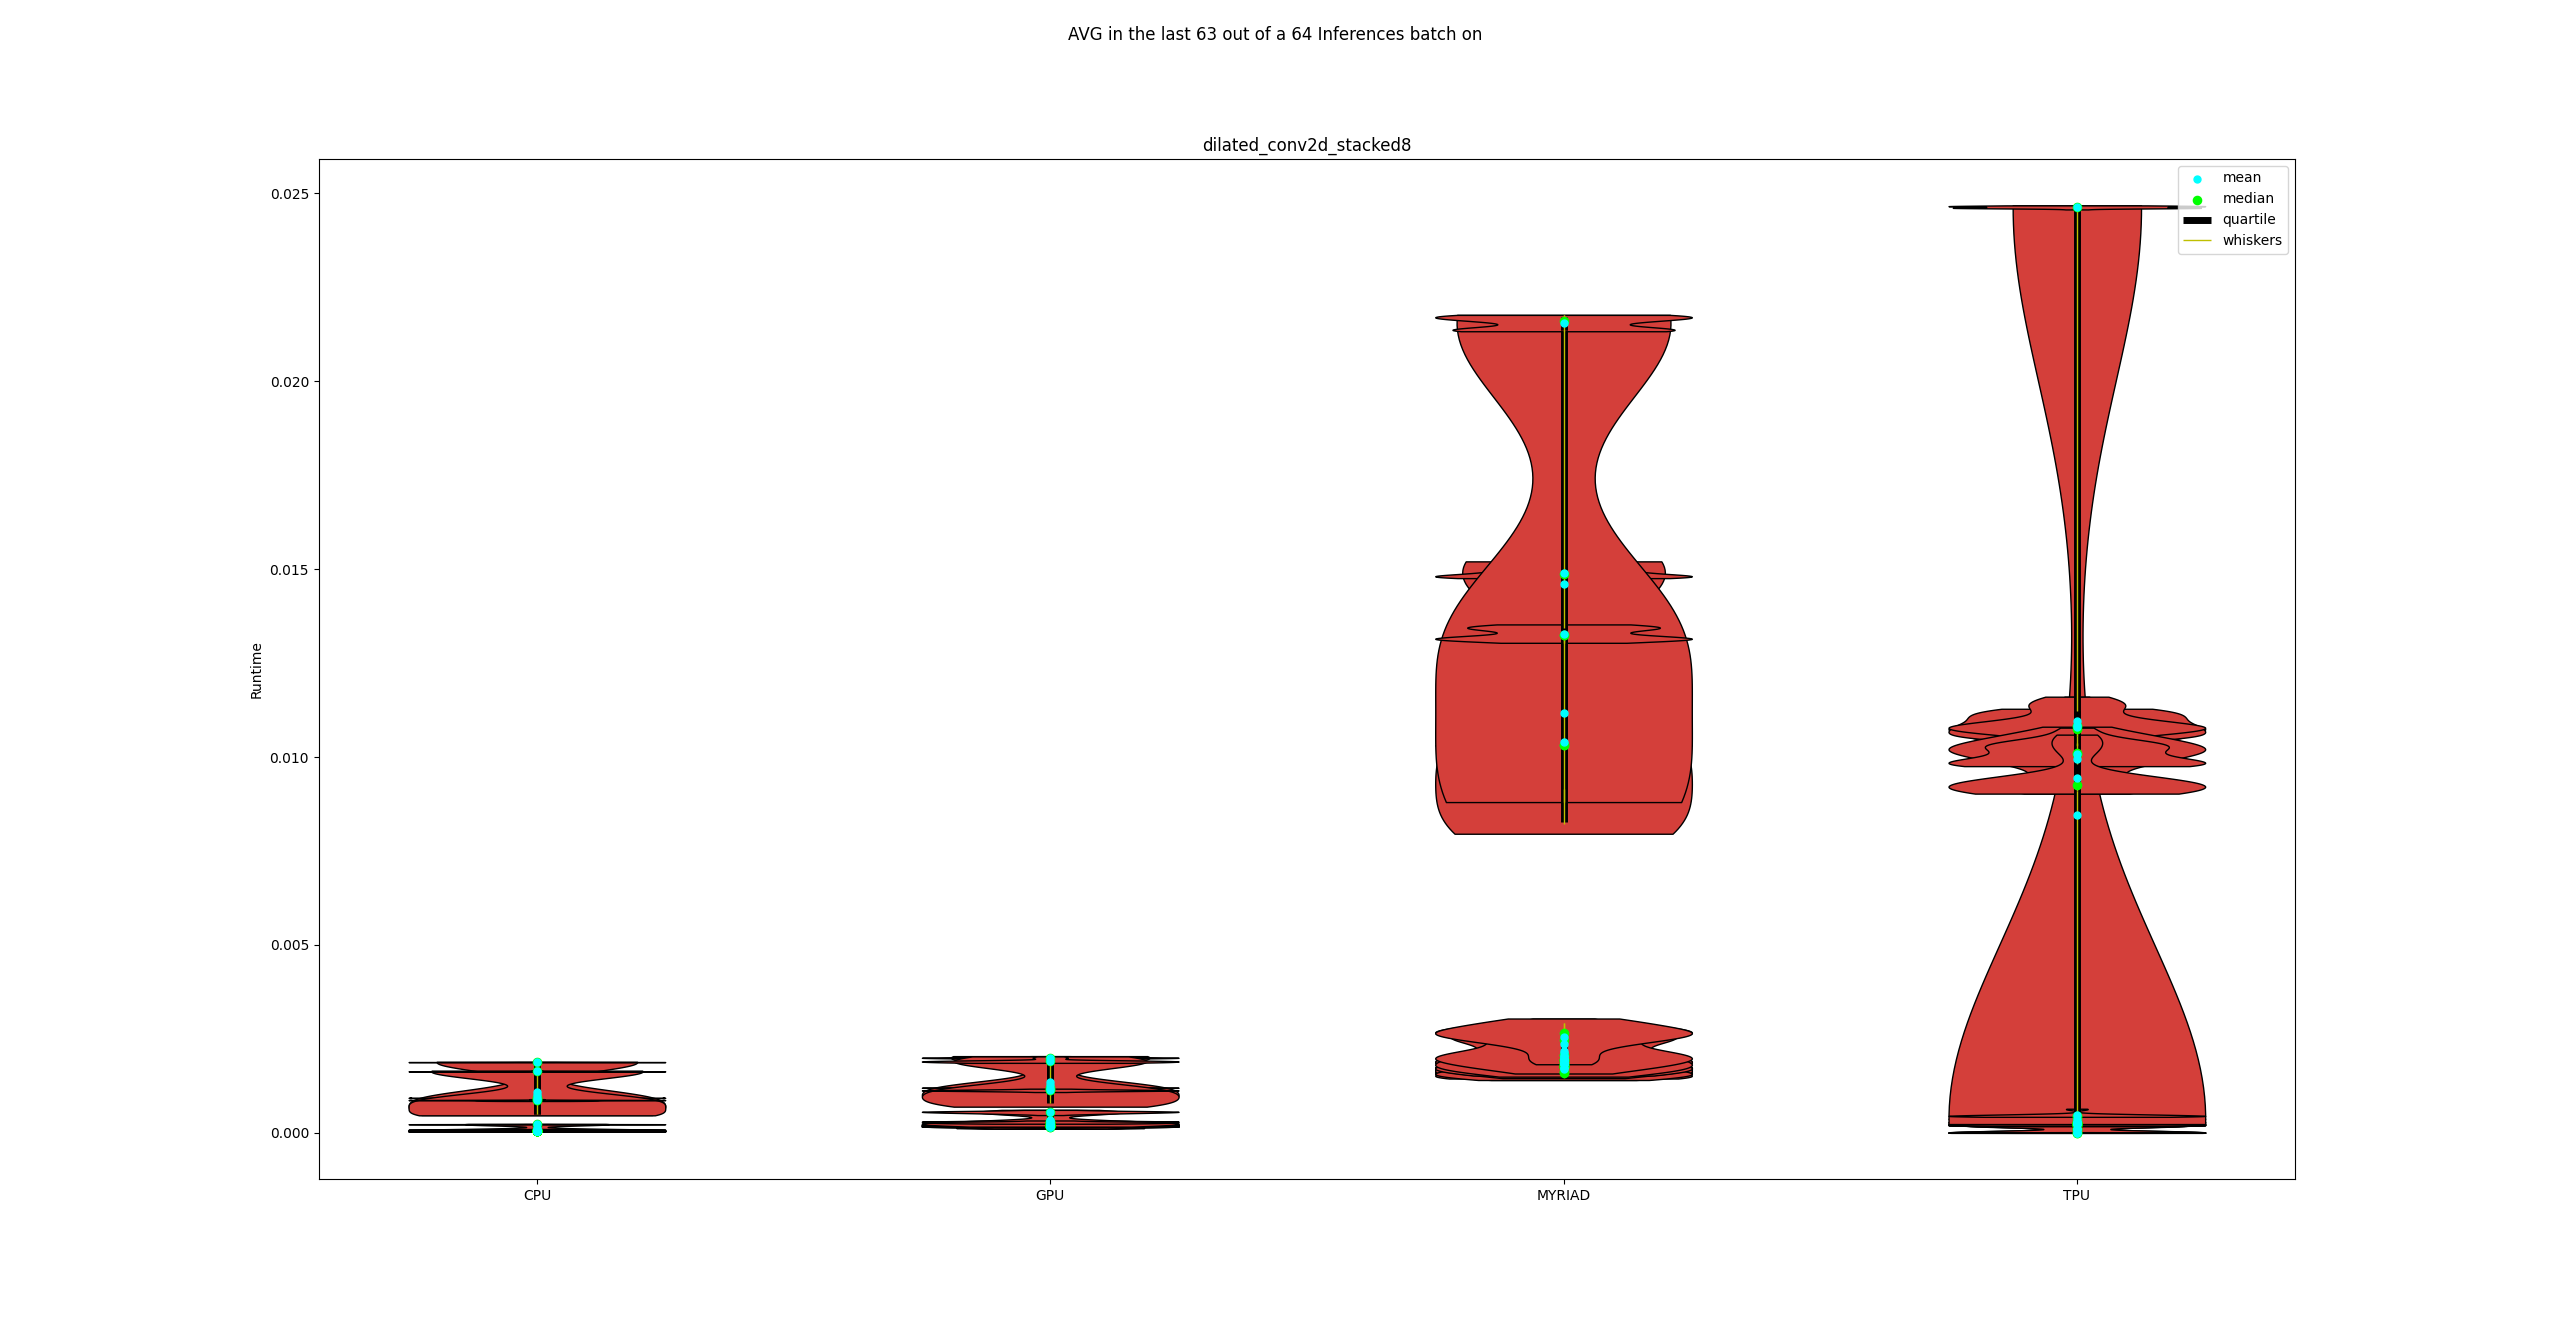 AVG in the last 63 out of a 64 Inferences batch on
dilated_conv2d_stacked8
mean
median
quartile
whiskers
Runtime
0.025
0.020
0.015
0.010
0.005
0.000
CPU GPU MYRIAD TPU